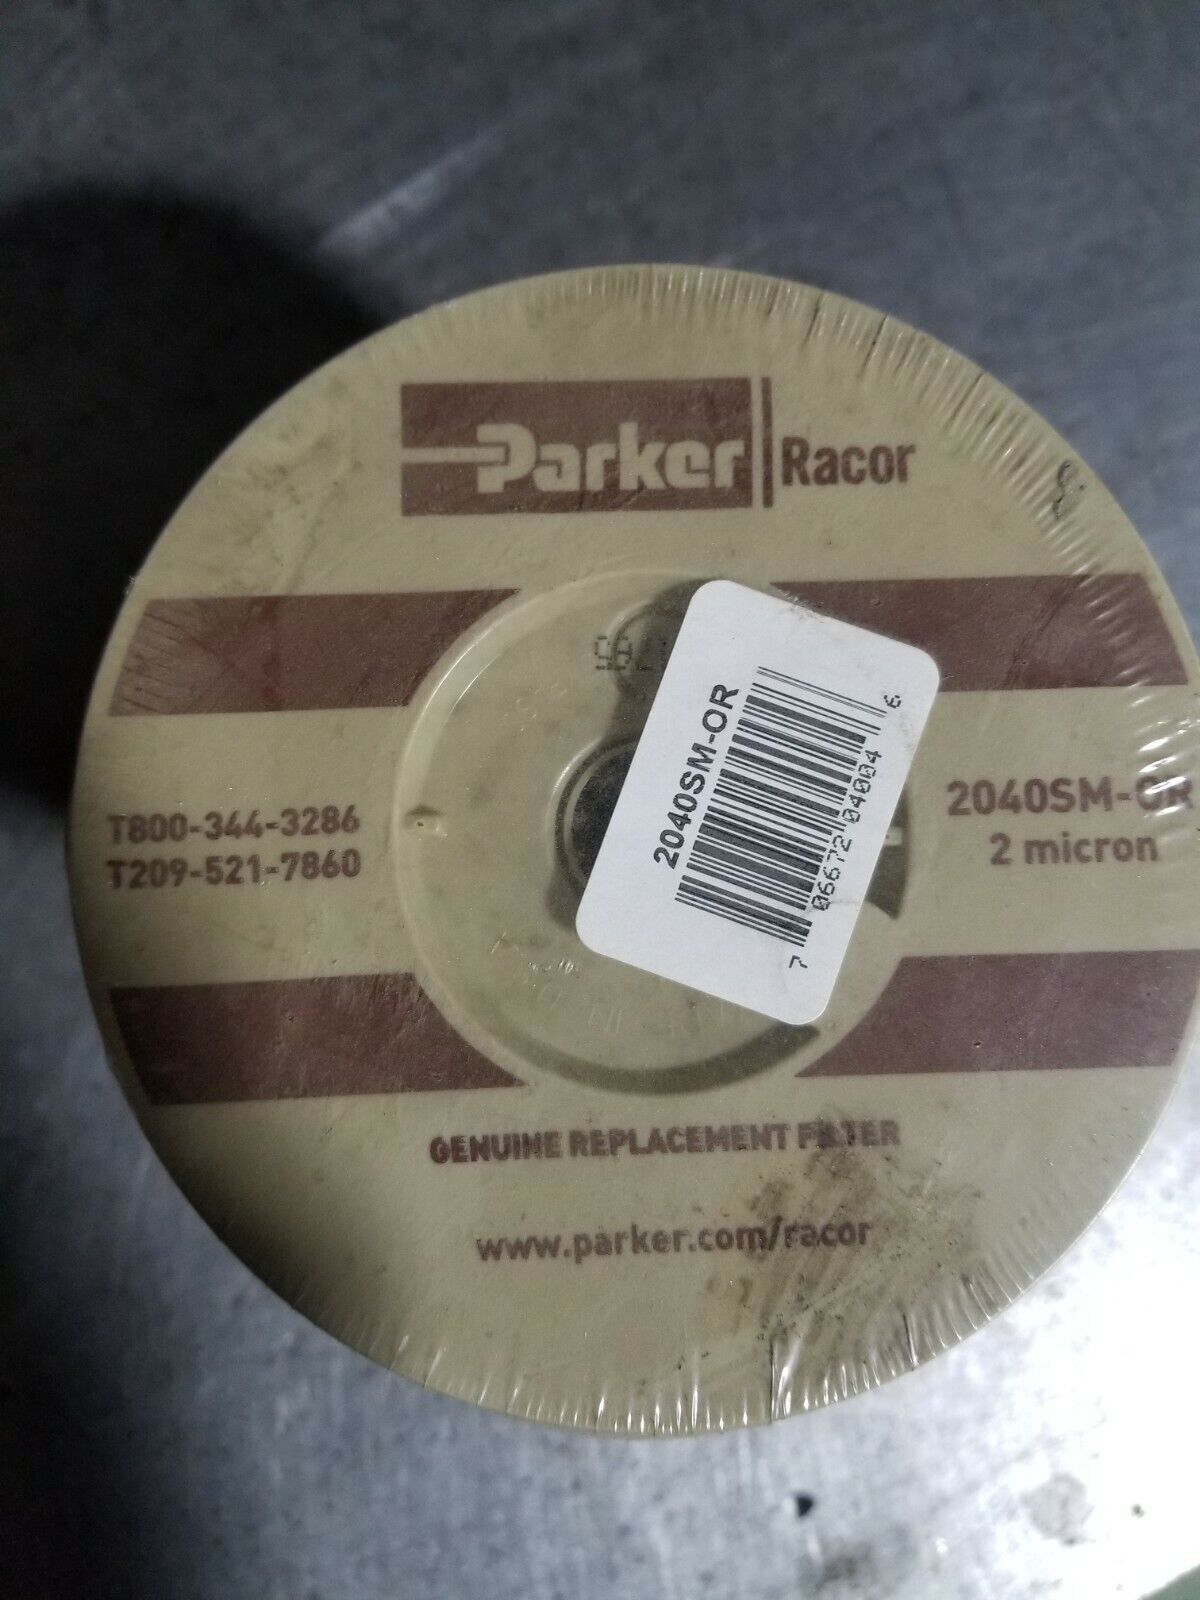 Parker Racor
2040SM-OR
7 06672 04004 6
T800-344-3286
T209-521-7860
2040SM-OR
2 micron
GENUINE REPLACEMENT FILTER
www.parker.com/racor